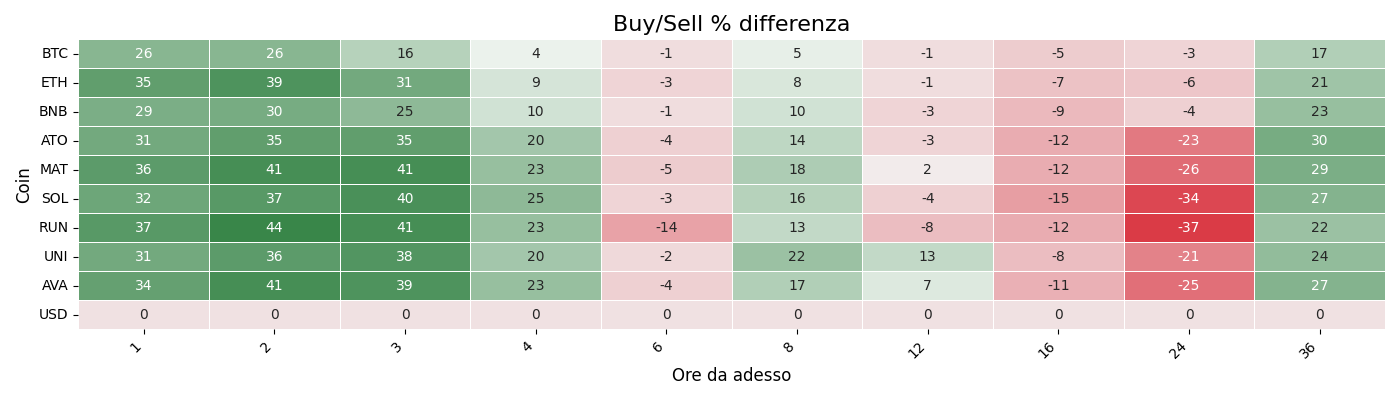 Buy/Sell % differenza
Coin
BTC 26 26 16 4 -1 5 -1 -5 -3 17
ETH 35 39 31 9 -3 8 -1 -7 -6 21
BNB 29 30 25 10 -1 10 -3 -9 -4 23
ATO 31 35 35 20 -4 14 -3 -12 -23 30
MAT 36 41 41 23 -5 18 2 -12 -26 29
SOL 32 37 40 25 -3 16 -4 -15 -34 27
RUN 37 44 41 23 -14 13 -8 -12 -37 22
UNI 31 36 38 20 -2 22 13 -8 -21 24
AVA 34 41 39 23 -4 17 7 -11 -25 27
USD 0 0 0 0 0 0 0 0 0 0
1 2 3 4 6 8 12 16 24 36
Ore da adesso